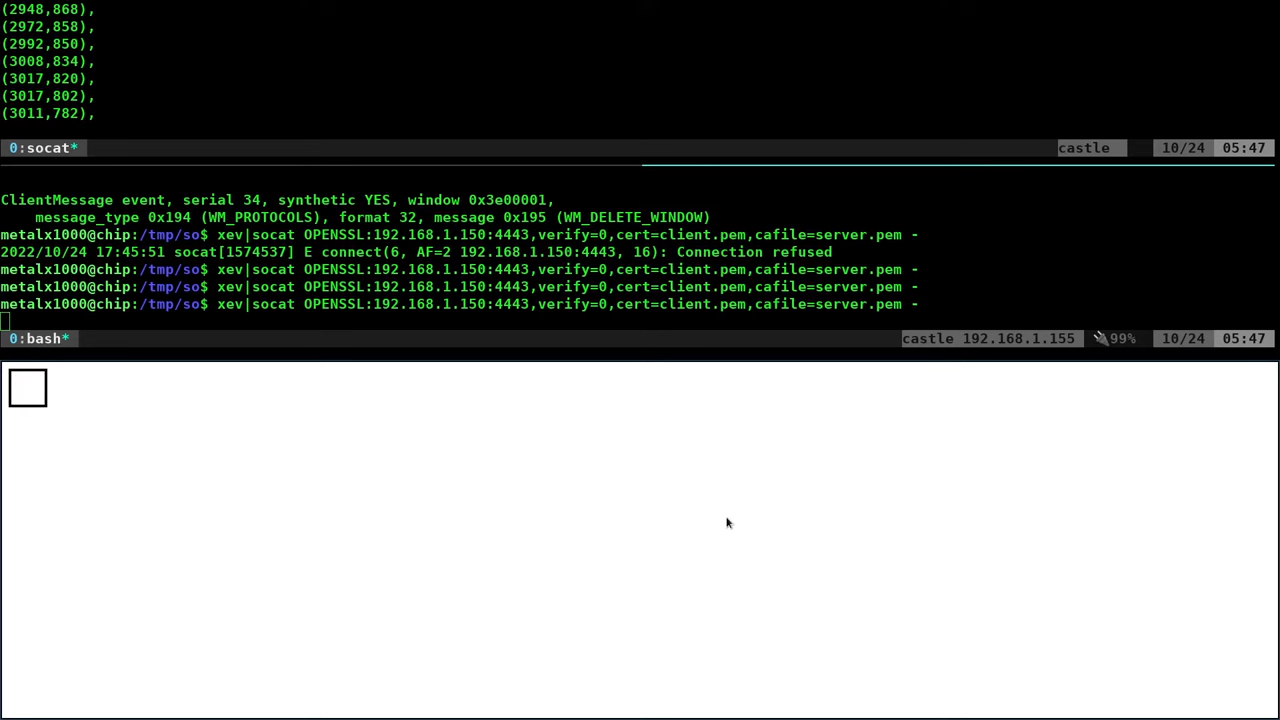 (2948,868),
(2972,858),
(2992,850),
(3008,834),
(3017,820),
(3017,802),
(3011,782),
0:socat* castle 10/24 05:47
ClientMessage event, serial 34, synthetic YES, window 0x3e00001,
message_type 0x194 (WM_PROTOCOLS), format 32, message 0x195 (WM_DELETE_WINDOW)
metalx1000@chip:/tmp/so$ xev|socat OPENSSL:192.168.1.150:4443,verify=0,cert=client.pem,cafile=server.pem -
2022/10/24 17:45:51 socat[1574537] E connect(6, AF=2 192.168.1.150:4443, 16): Connection refused
metalx1000@chip:/tmp/so$ xev|socat OPENSSL:192.168.1.150:4443,verify=0,cert=client.pem,cafile=server.pem -
metalx1000@chip:/tmp/so$ xev|socat OPENSSL:192.168.1.150:4443,verify=0,cert=client.pem,cafile=server.pem -
metalx1000@chip:/tmp/so$ xev|socat OPENSSL:192.168.1.150:4443,verify=0,cert=client.pem,cafile=server.pem -
0:bash* castle 192.168.1.155 🔌99% 10/24 05:47